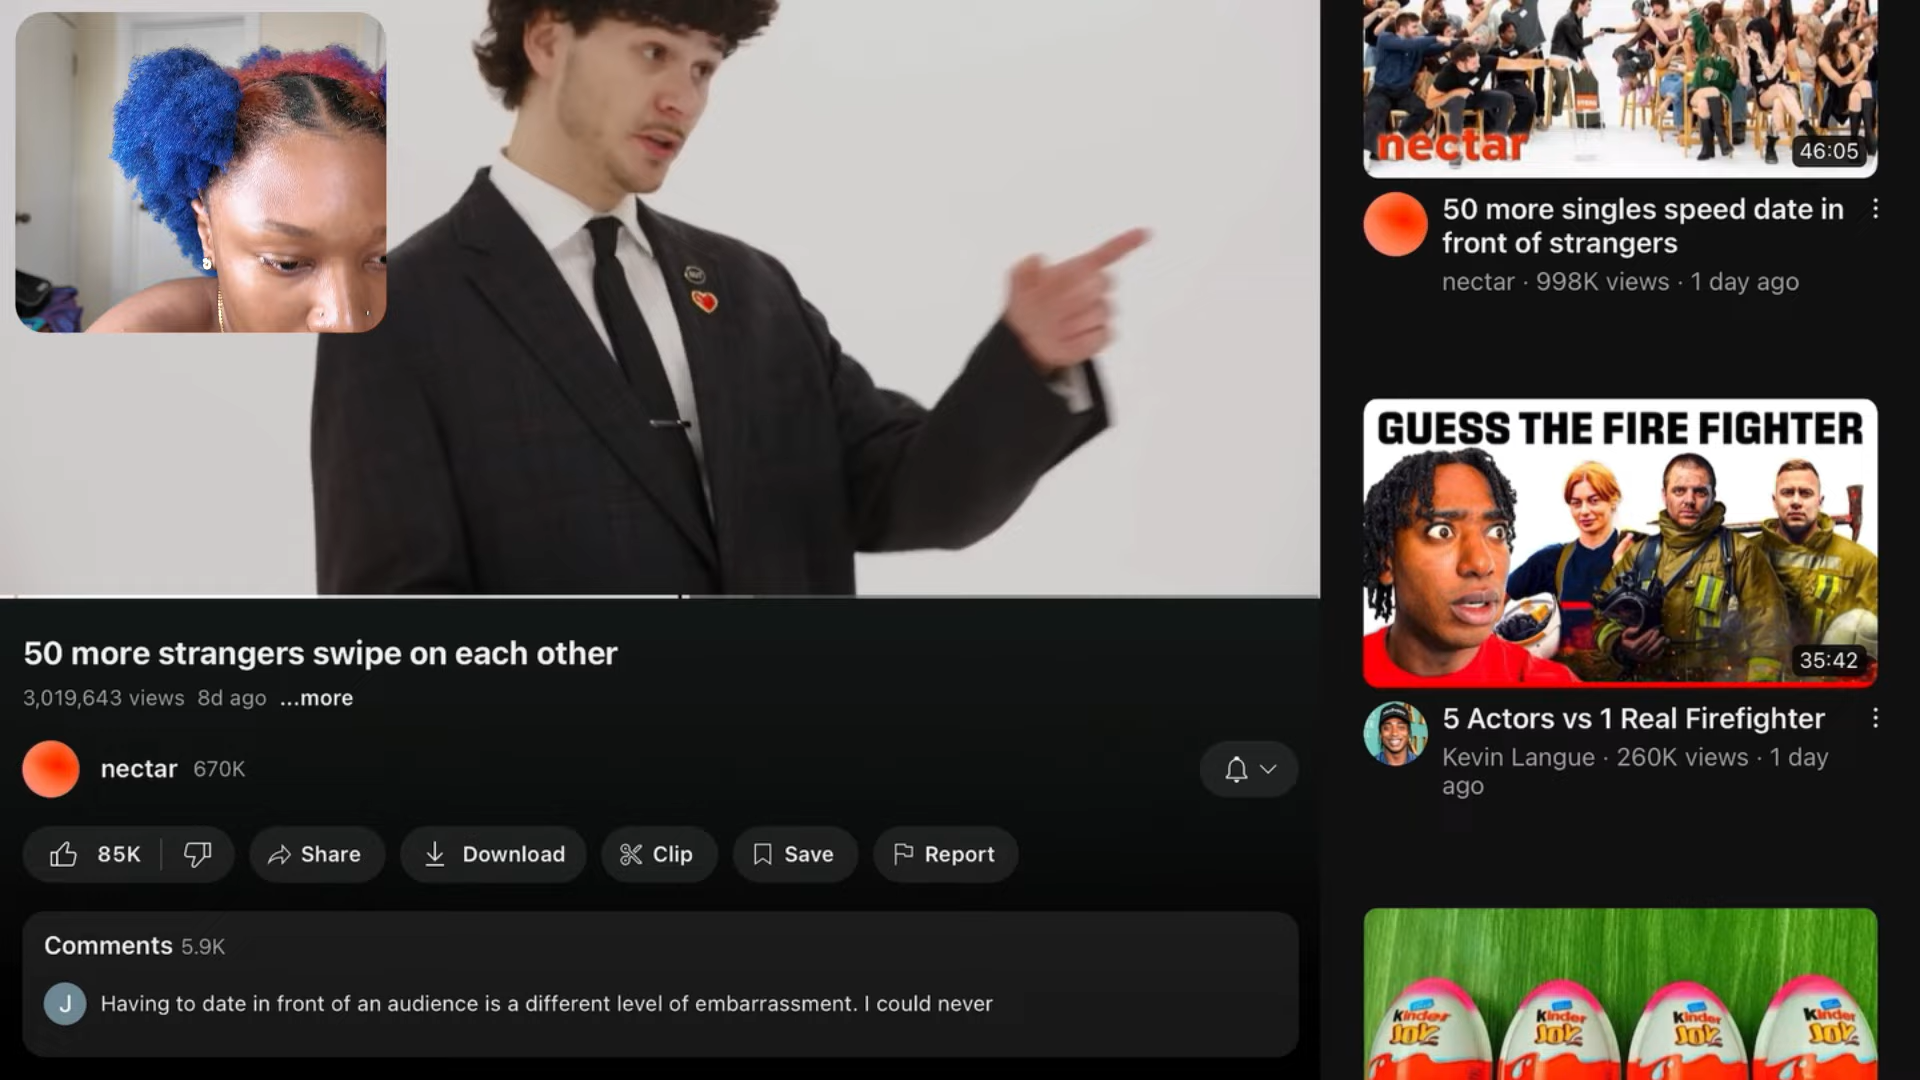 50 more strangers swipe on each other
3,019,643 views 8d ago ...more
nectar 670K
85K
Share
Download
Clip
Save
Report
Comments 5.9K
J
Having to date in front of an audience is a different level of embarrassment. I could never
nectar
46:05
50 more singles speed date in
front of strangers
nectar · 998K views · 1 day ago
GUESS THE FIRE FIGHTER
35:42
5 Actors vs 1 Real Firefighter
Kevin Langue · 260K views · 1 day
ago
kinder kinder kinder kinder
JOY JOY JOY JOY